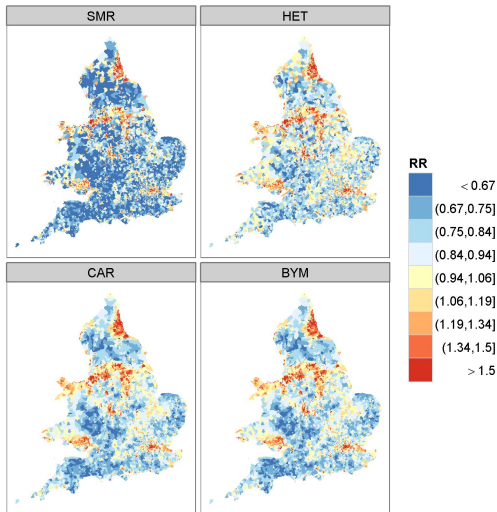 SMR
HET
CAR
BYM
RR
< 0.67
(0.67,0.75]
(0.75,0.84]
(0.84,0.94]
(0.94,1.06]
(1.06,1.19]
(1.19,1.34]
(1.34,1.5]
> 1.5